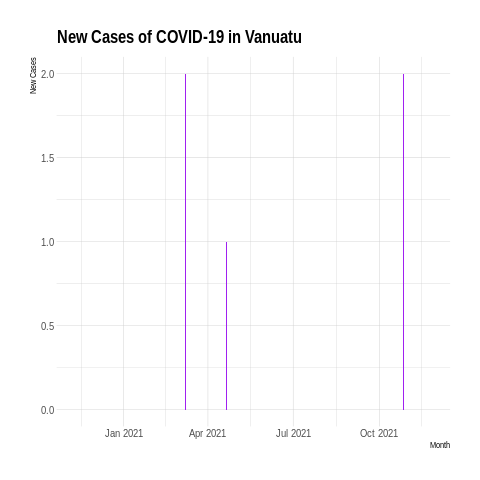 New Cases of COVID-19 in Vanuatu
New Cases
2.0
1.5
1.0
0.5
0.0
Jan 2021
Apr 2021
Jul 2021
Oct 2021
Month